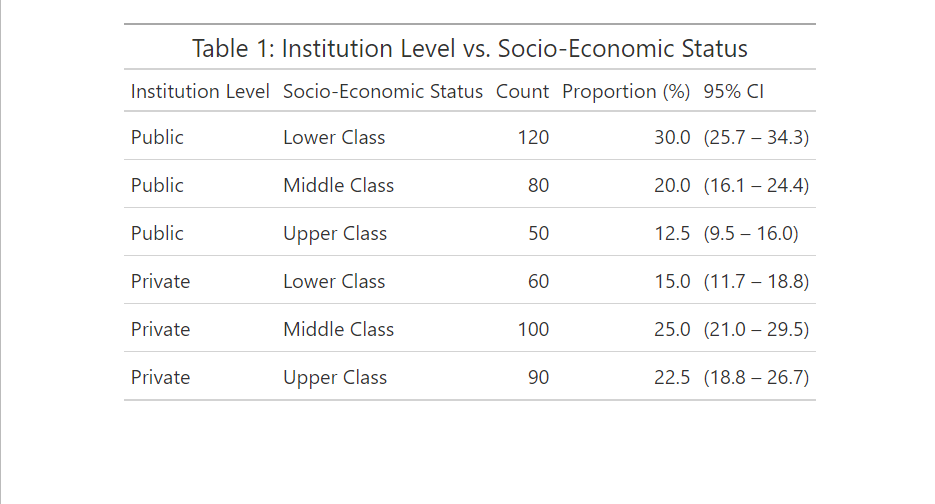 Table 1: Institution Level vs. Socio-Economic Status
Institution Level Socio-Economic Status Count Proportion (%) 95% CI
Public Lower Class 120 30.0 (25.7 – 34.3)
Public Middle Class 80 20.0 (16.1 – 24.4)
Public Upper Class 50 12.5 (9.5 – 16.0)
Private Lower Class 60 15.0 (11.7 – 18.8)
Private Middle Class 100 25.0 (21.0 – 29.5)
Private Upper Class 90 22.5 (18.8 – 26.7)